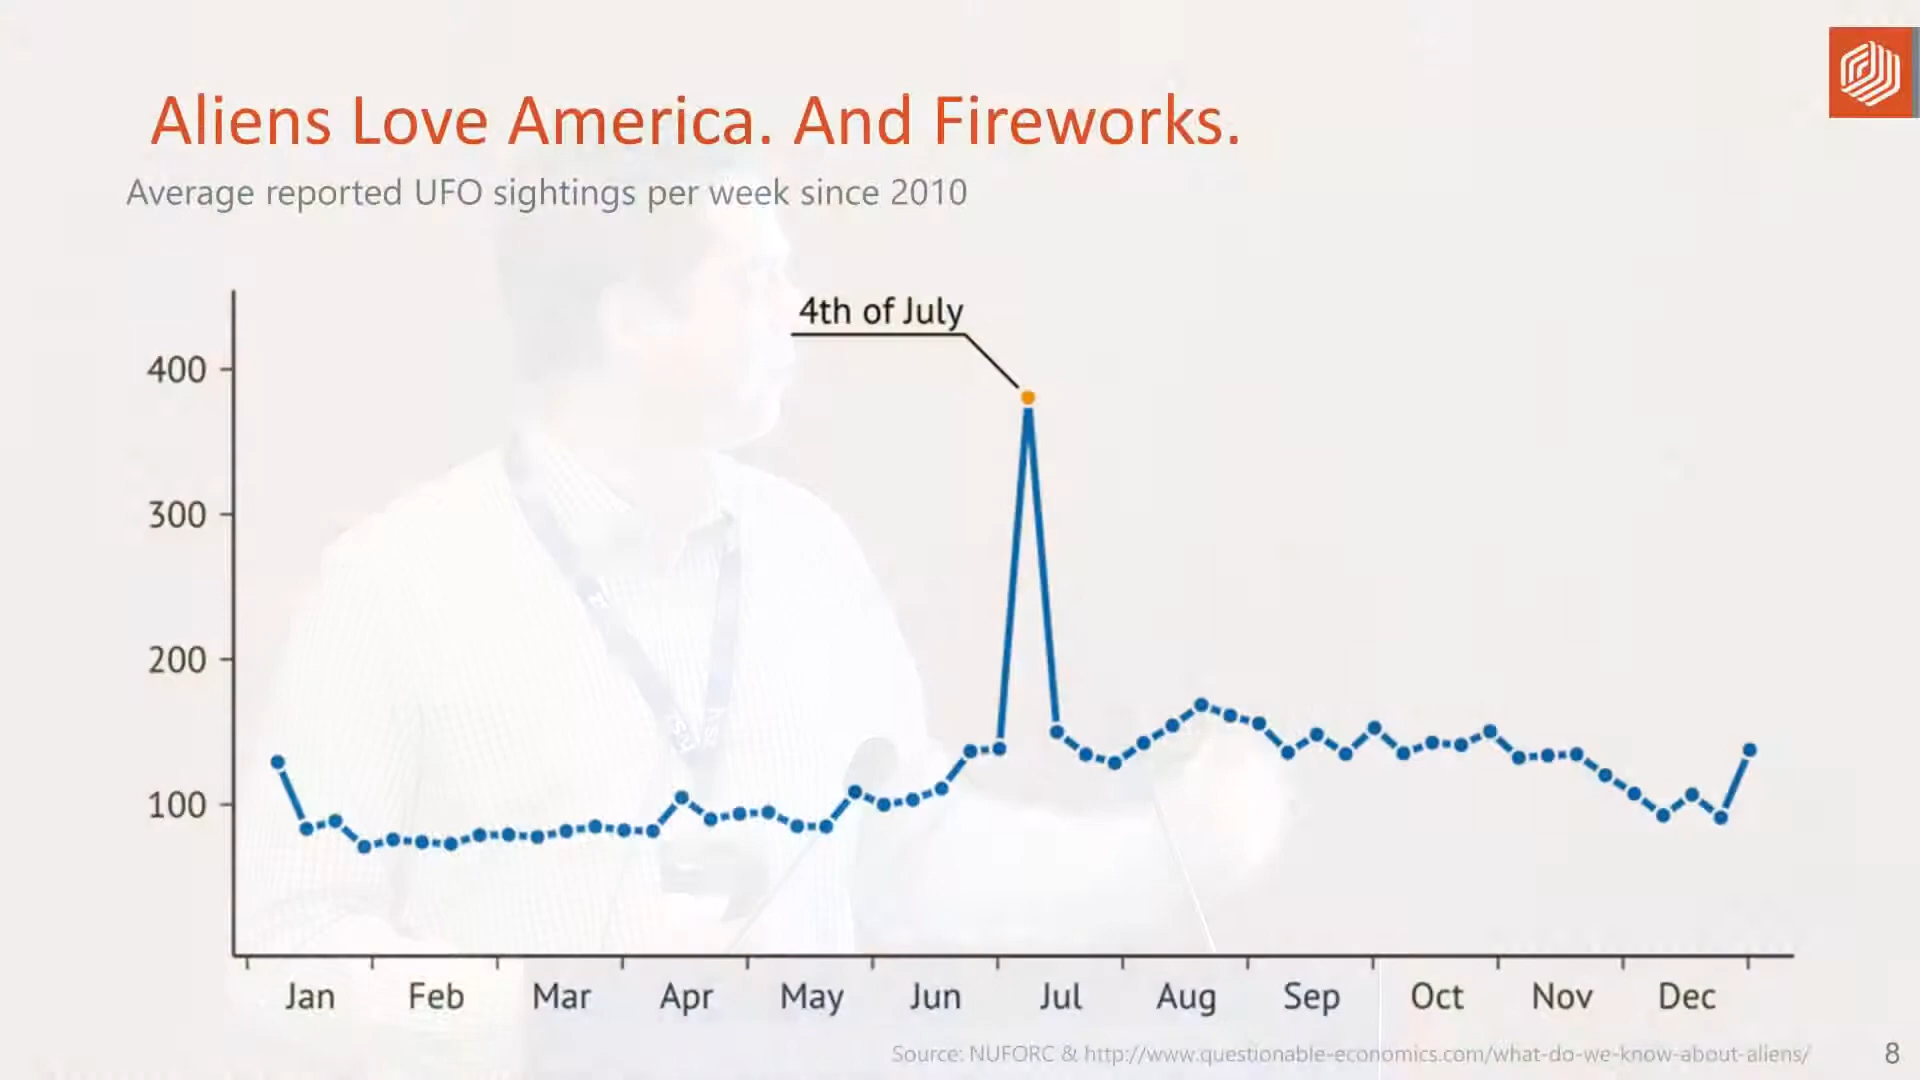 Aliens Love America. And Fireworks.
Average reported UFO sightings per week since 2010
4th of July
400
300
200
100
Jan Feb Mar Apr May Jun Jul Aug Sep Oct Nov Dec
Source: NUFORC & http://www.questionable-economics.com/what-do-we-know-about-aliens/
8